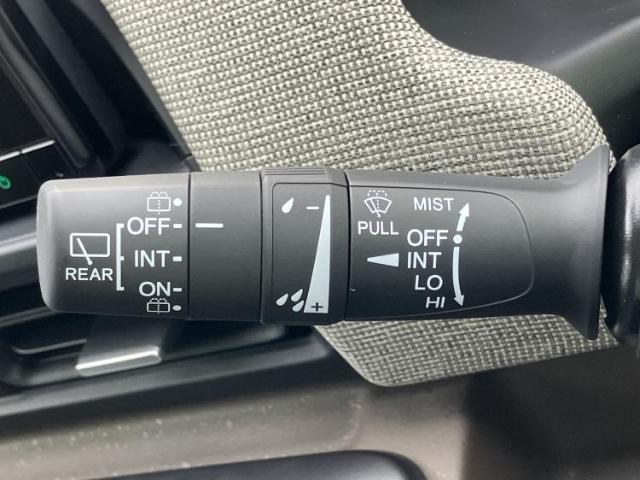 REAR
OFF
INT
ON
− 
+
PULL
MIST
OFF
INT
LO
HI